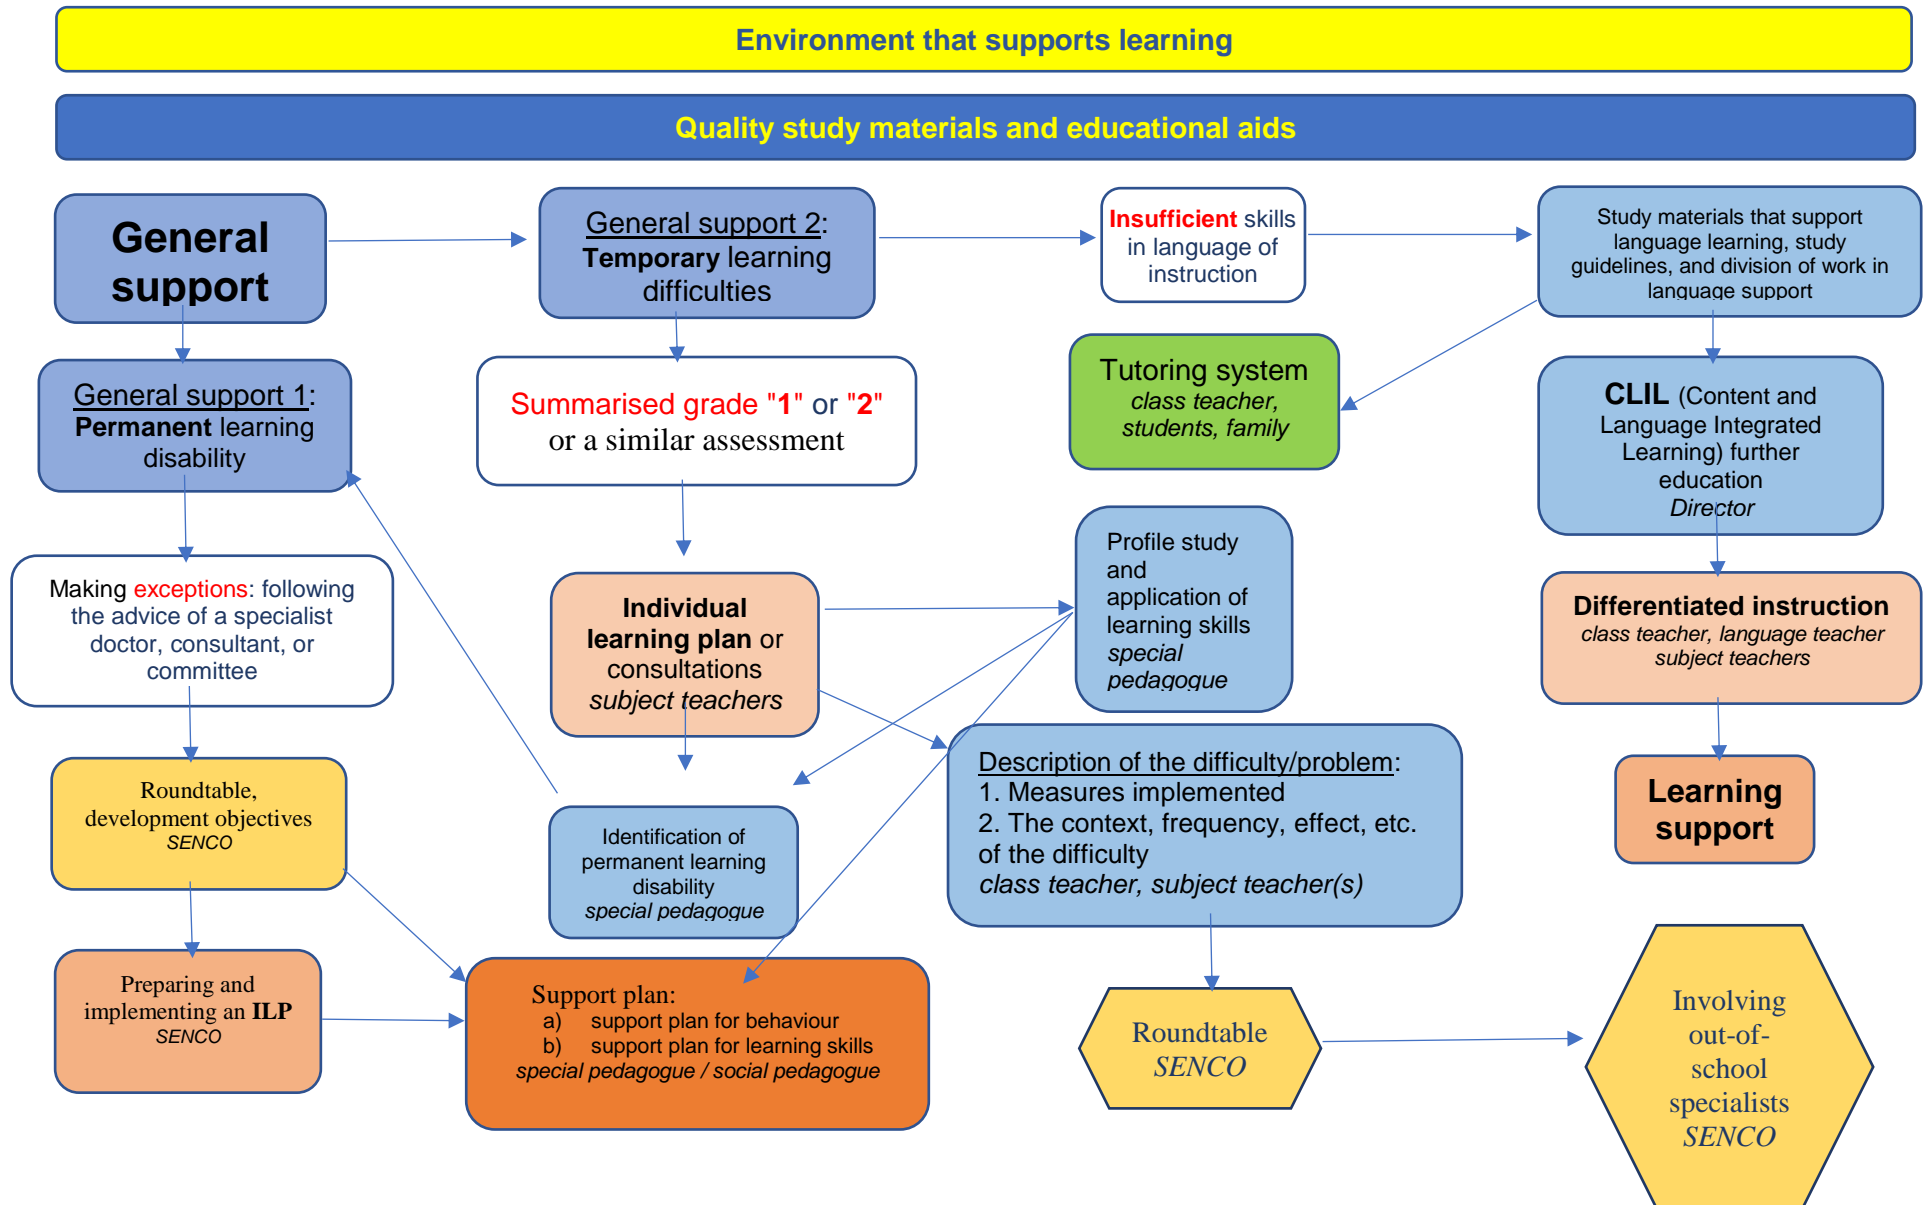 Environment that supports learning
Quality study materials and educational aids
General
support
General support 2:
Temporary learning
difficulties
Insufficient skills
in language of
instruction
Study materials that support
language learning, study
guidelines, and division of work in
language support
General support 1:
Permanent learning
disability
Summarised grade "1" or "2"
or a similar assessment
Tutoring system
class teacher,
students, family
CLIL (Content and
Language Integrated
Learning) further
education
Director
Making exceptions: following
the advice of a specialist
doctor, consultant, or
committee
Individual
learning plan or
consultations
subject teachers
Profile study
and
application of
learning skills
special
pedagogue
Differentiated instruction
class teacher, language teacher
subject teachers
Roundtable,
development objectives
SENCO
Identification of
permanent learning
disability
special pedagogue
Description of the difficulty/problem:
1. Measures implemented
2. The context, frequency, effect, etc.
of the difficulty
class teacher, subject teacher(s)
Learning
support
Preparing and
implementing an ILP
SENCO
Support plan:
a) support plan for behaviour
b) support plan for learning skills
special pedagogue / social pedagogue
Roundtable
SENCO
Involving
out-of-
school
specialists
SENCO